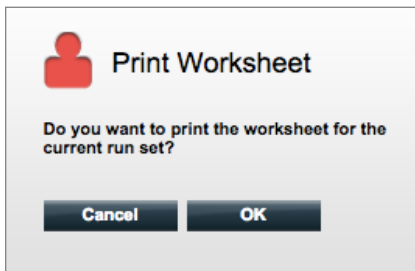 Print Worksheet
Do you want to print the worksheet for the
current run set?
Cancel OK